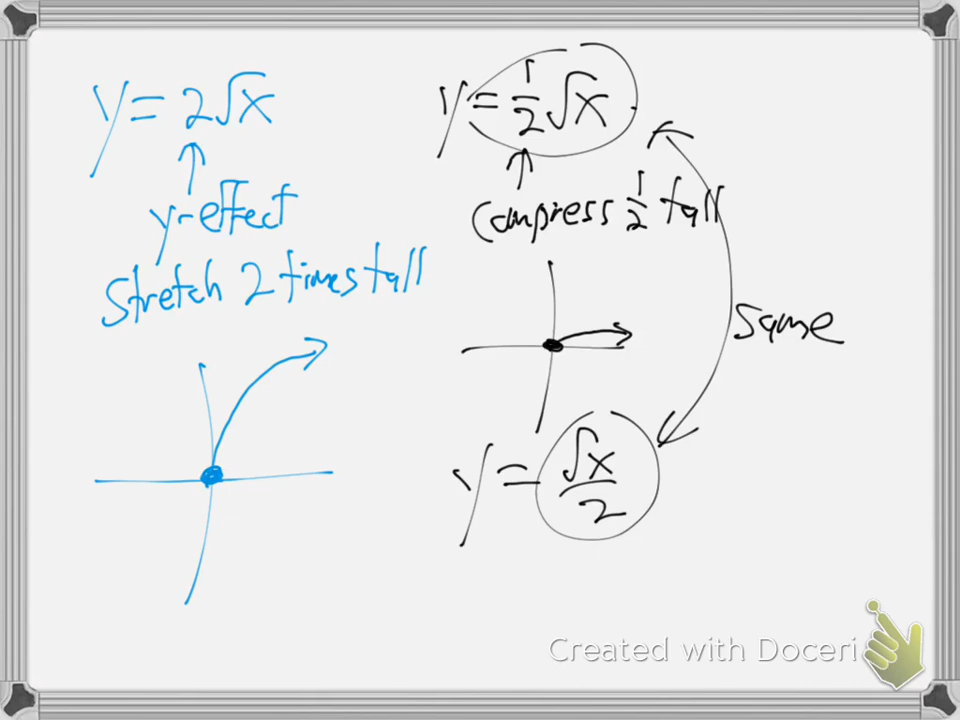 y = 2√x
y-effect
Stretch 2 times tall
y = 1/2 √x
Compress 1/2 tall
Same
y = √x/2
Created with Doceri